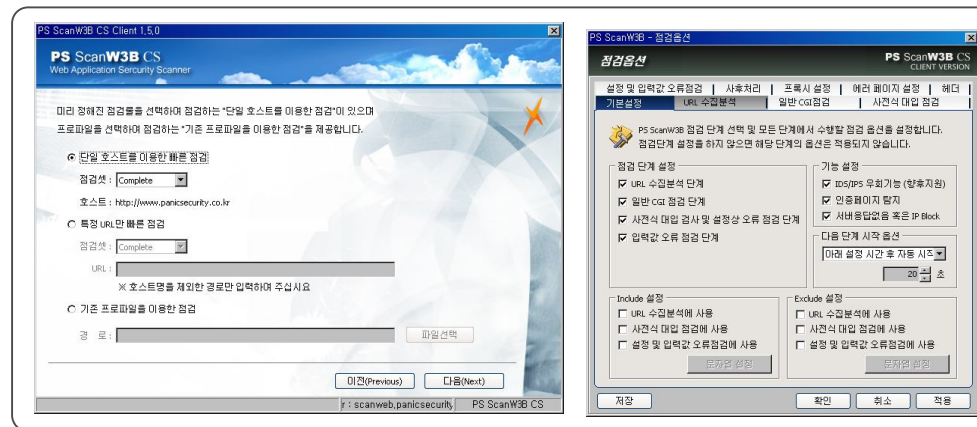 PS ScanW3B CS Client 1,5,0
PS ScanW3B CS
Web Application Sercurity Scanner
미리 정해진 점검룰을 선택하여 점검하는 "단일 호스트를 이용한 점검"이 있으며
프로파일을 선택하여 점검하는 "기존 프로파일을 이용한 점검"을 제공합니다.
단일 호스트를 이용한 빠른 점검
점검셋 : Complete
호스트 : http://www.panicsecurity.co.kr
특정 URL만 빠른 점검
점검셋 : Complete
URL :
※ 호스트명을 제외한 경로만 입력하여 주십시요
기존 프로파일을 이용한 점검
경 로 :
파일선택
이전(Previous)
다음(Next)
r : scanweb,panicsecurity
PS ScanW3B CS
PS ScanW3B - 점검옵션
점검옵션
PS ScanW3B CS
CLIENT VERSION
설정 및 입력값 오류점검 | 사후처리 | 프록시 설정 | 에러 페이지 설정 | 헤더
기본설정 | URL 수집분석 | 일반 CGI점검 | 사전식 대입 점검
PS ScanW3B 점검 단계 선택 및 모든 단계에서 수행할 점검 옵션을 설정합니다.
점검단계 설정을 하지 않으면 해당 단계의 옵션은 적용되지 않습니다.
점검 단계 설정
URL 수집분석 단계
일반 CGI 점검 단계
사전식 대입 검사 및 설정상 오류 점검 단계
입력값 오류 점검 단계
기능 설정
IDS/IPS 우회기능 (향후지원)
인증페이지 탐지
서버응답없음 혹은 IP Block
다음 단계 시작 옵션
아래 설정 시간 후 자동 시작
20 초
Include 설정
URL 수집분석에 사용
사전식 대입 점검에 사용
설정 및 입력값 오류점검에 사용
문자열 설정
Exclude 설정
URL 수집분석에 사용
사전식 대입 점검에 사용
설정 및 입력값 오류점검에 사용
문자열 설정
저장
확인
취소
적용